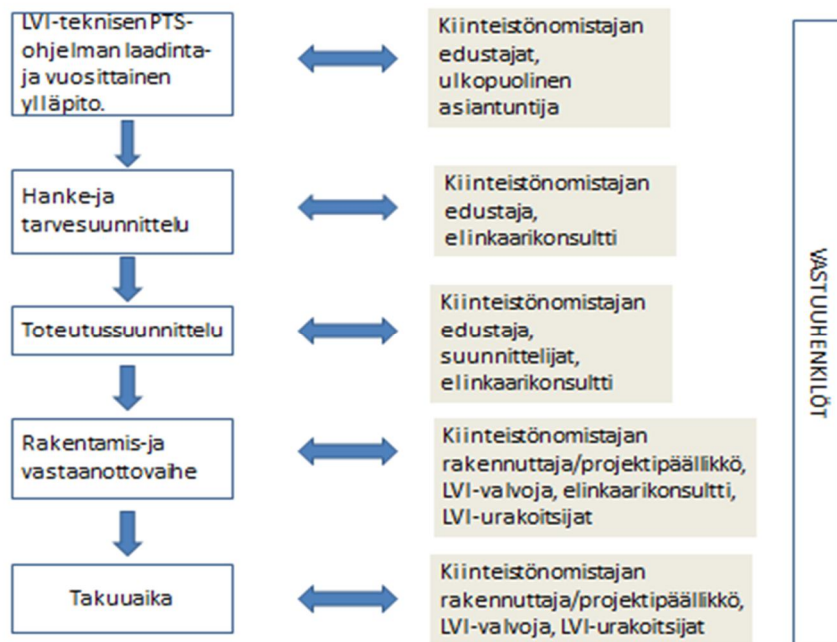 LVI-teknisen PTS-
ohjelman laadinta-
ja vuosittainen
ylläpito.
Kiinteistönomistajan
edustajat,
ulkopuolinen
asiantuntija
Hanke-ja
tarvesuunnittelu
Kiinteistönomistajan
edustaja,
elinkaarikonsultti
Toteutussuunnittelu
Kiinteistönomistajan
edustaja,
suunnittelijat,
elinkaarikonsultti
Rakentamis-ja
vastaanottovaihe
Kiinteistönomistajan
rakennuttaja/projektipäällikkö,
LVI-valvoja, elinkaarikonsultti,
LVI-urakoitsijat
Takuuaika
Kiinteistönomistajan
rakennuttaja/projektipäällikkö,
LVI-valvoja, LVI-urakoitsijat
VASTUUHENKILÖT